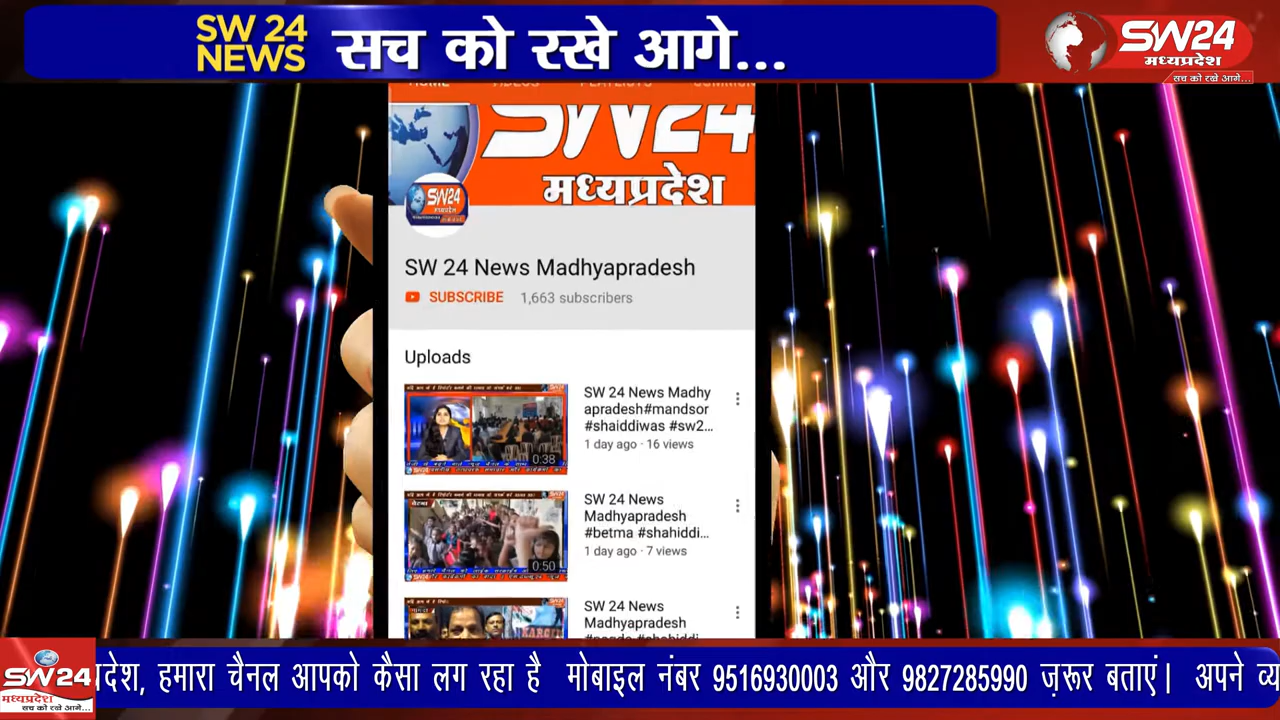 SW 24
NEWS
सच को रखे आगे...
SW24
मध्यप्रदेश
सच को रखे आगे...
SW24
मध्यप्रदेश
SW24
SW 24 News Madhyapradesh
SUBSCRIBE 1,663 subscribers
Uploads
SW 24 News Madhy
apradesh#mandsor
#shaiddiwas #sw2...
1 day ago · 16 views
0:38
SW 24 News
Madhyapradesh
#betma #shahiddi...
1 day ago · 7 views
0:50
SW 24 News
Madhyapradesh
SW24
मध्यप्रदेश
सच को रखे आगे...
देश, हमारा चैनल आपको कैसा लग रहा है मोबाइल नंबर 9516930003 और 9827285990 ज़रूर बताएं| अपने व्य